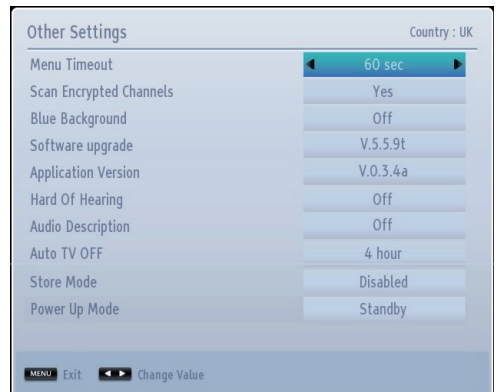 Other Settings Country : UK
Menu Timeout 60 sec
Scan Encrypted Channels Yes
Blue Background Off
Software upgrade V.5.5.9t
Application Version V.0.3.4a
Hard Of Hearing Off
Audio Description Off
Auto TV OFF 4 hour
Store Mode Disabled
Power Up Mode Standby
MENU Exit Change Value